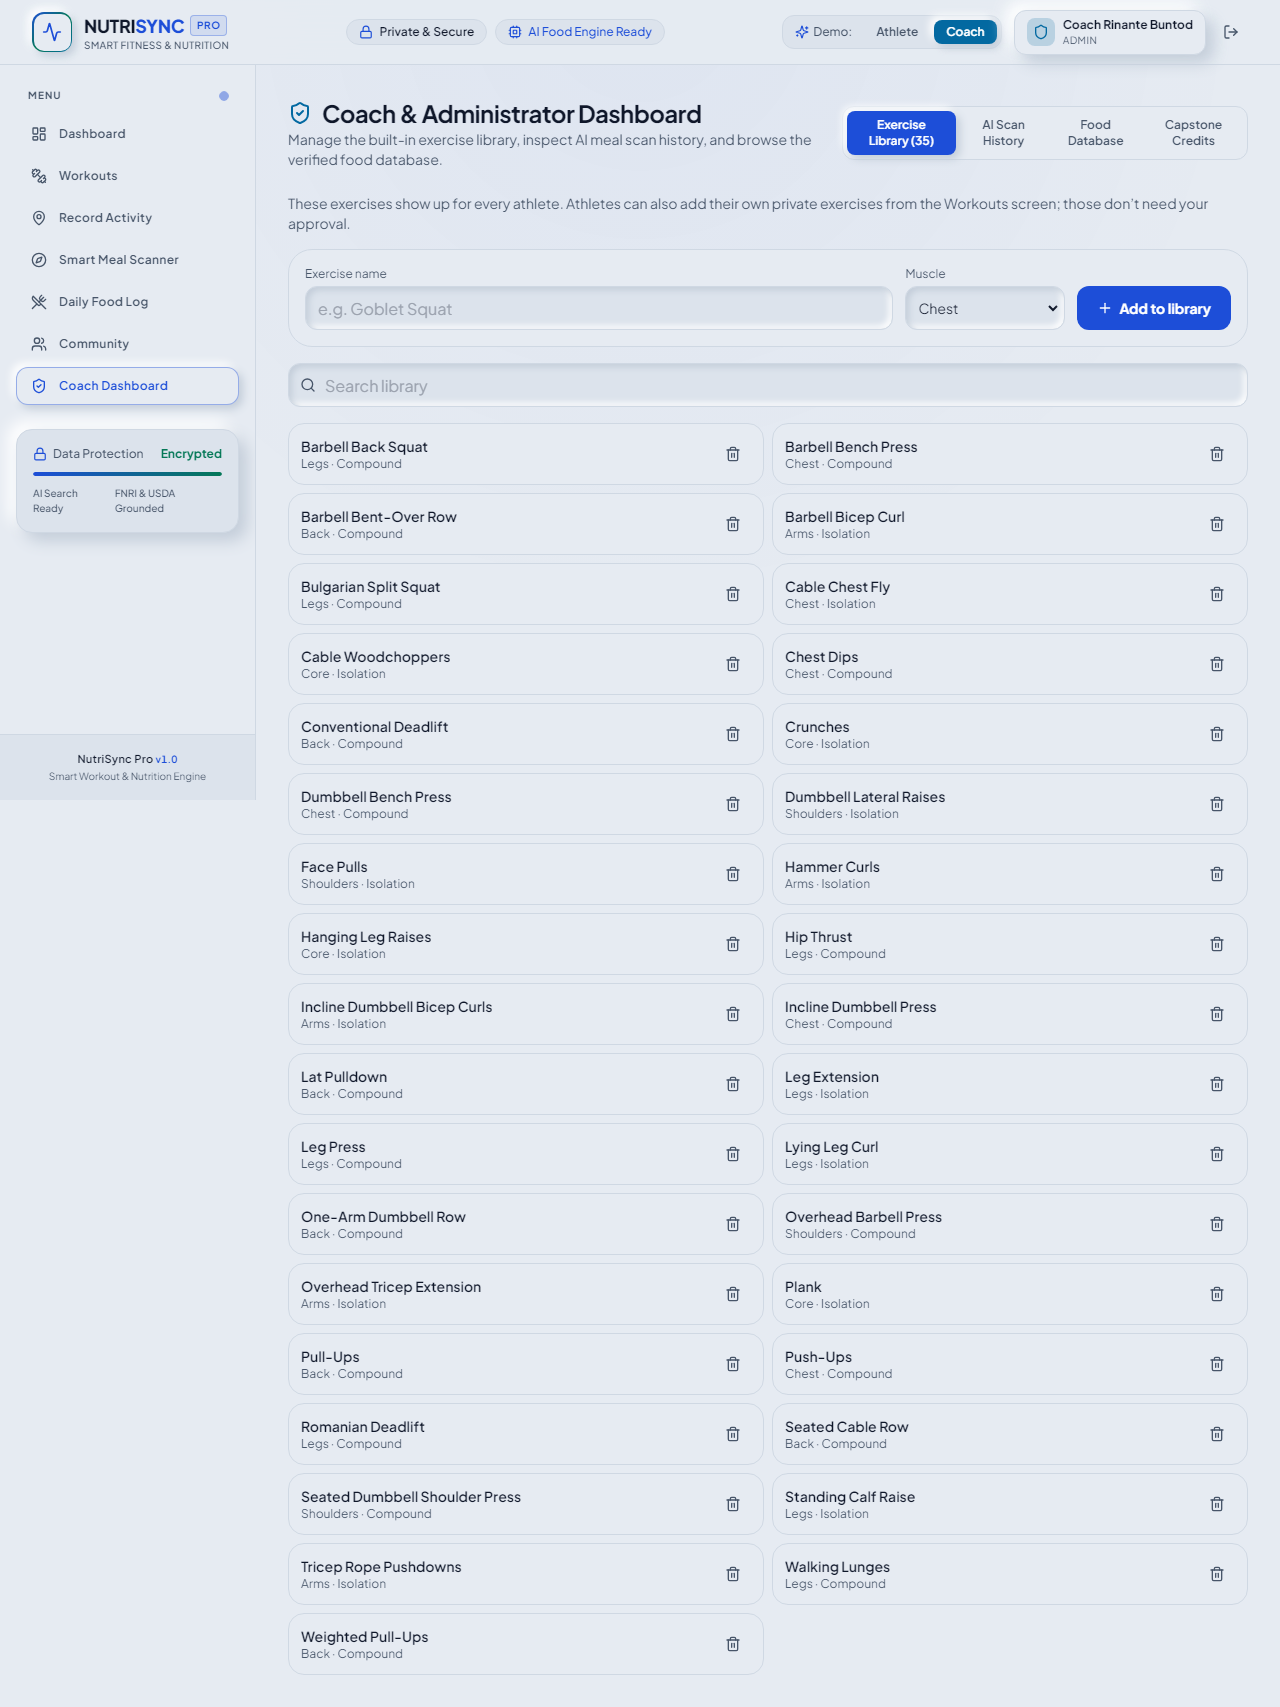 NUTRISYNC PRO
SMART FITNESS & NUTRITION
Private & Secure
AI Food Engine Ready
Demo:
Athlete
Coach
Coach Rinante Buntod
ADMIN
MENU
Dashboard
Workouts
Record Activity
Smart Meal Scanner
Daily Food Log
Community
Coach Dashboard
Data Protection
Encrypted
AI Search
Ready
FNRI & USDA
Grounded
NutriSync Pro v1.0
Smart Workout & Nutrition Engine
Coach & Administrator Dashboard
Manage the built-in exercise library, inspect AI meal scan history, and browse the
verified food database.
Exercise
Library (35)
AI Scan
History
Food
Database
Capstone
Credits
These exercises show up for every athlete. Athletes can also add their own private exercises from the Workouts screen; those don't need your
approval.
Exercise name
e.g. Goblet Squat
Muscle
Chest
Add to library
Search library
Barbell Back Squat
Legs · Compound
Barbell Bench Press
Chest · Compound
Barbell Bent-Over Row
Back · Compound
Barbell Bicep Curl
Arms · Isolation
Bulgarian Split Squat
Legs · Compound
Cable Chest Fly
Chest · Isolation
Cable Woodchoppers
Core · Isolation
Chest Dips
Chest · Compound
Conventional Deadlift
Back · Compound
Crunches
Core · Isolation
Dumbbell Bench Press
Chest · Compound
Dumbbell Lateral Raises
Shoulders · Isolation
Face Pulls
Shoulders · Isolation
Hammer Curls
Arms · Isolation
Hanging Leg Raises
Core · Isolation
Hip Thrust
Legs · Compound
Incline Dumbbell Bicep Curls
Arms · Isolation
Incline Dumbbell Press
Chest · Compound
Lat Pulldown
Back · Compound
Leg Extension
Legs · Isolation
Leg Press
Legs · Compound
Lying Leg Curl
Legs · Isolation
One-Arm Dumbbell Row
Back · Compound
Overhead Barbell Press
Shoulders · Compound
Overhead Tricep Extension
Arms · Isolation
Plank
Core · Isolation
Pull-Ups
Back · Compound
Push-Ups
Chest · Compound
Romanian Deadlift
Legs · Compound
Seated Cable Row
Back · Compound
Seated Dumbbell Shoulder Press
Shoulders · Compound
Standing Calf Raise
Legs · Isolation
Tricep Rope Pushdowns
Arms · Isolation
Walking Lunges
Legs · Compound
Weighted Pull-Ups
Back · Compound